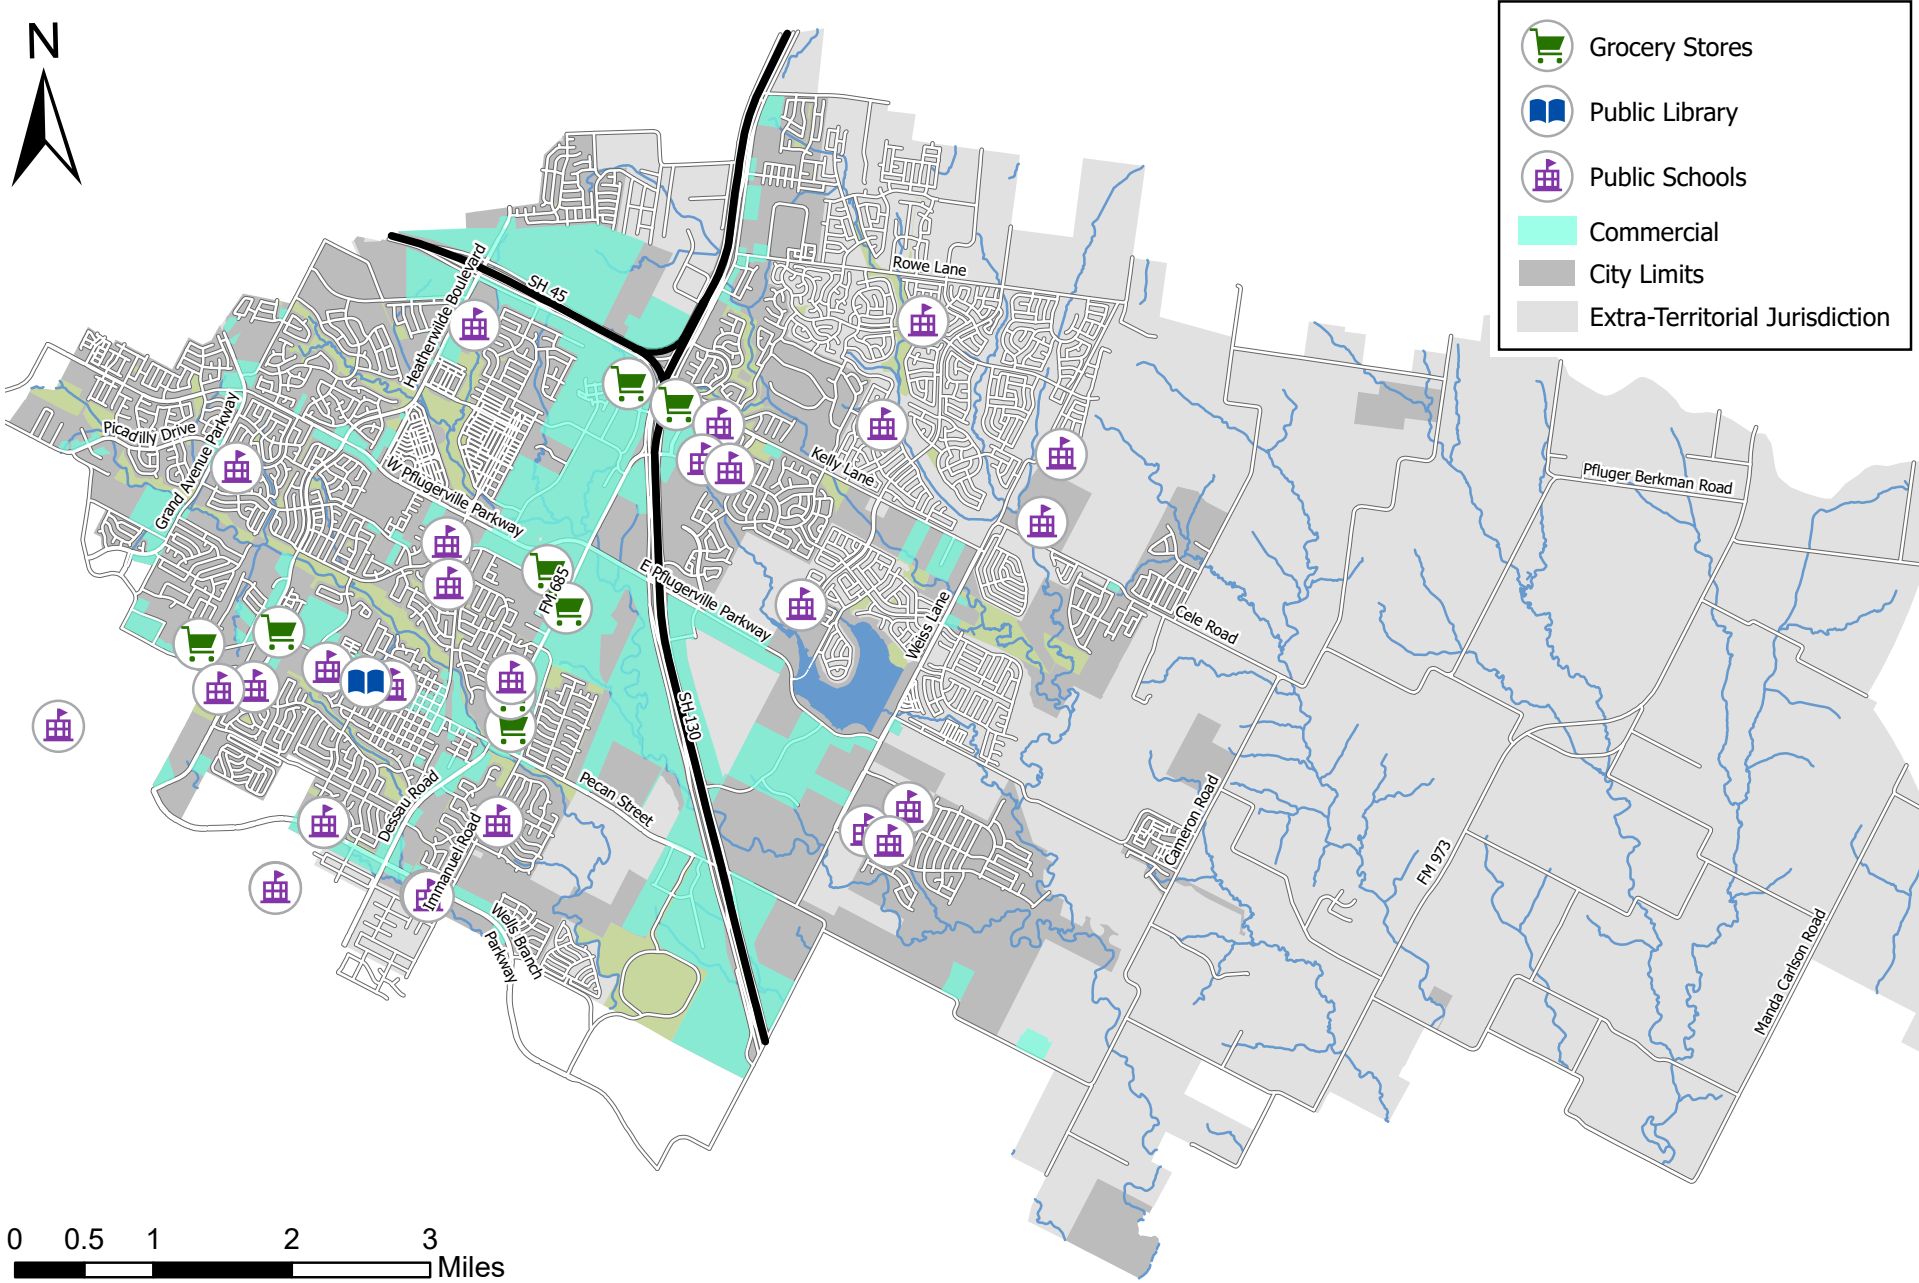 N
Grocery Stores
Public Library
Public Schools
Commercial
City Limits
Extra-Territorial Jurisdiction
Rowe Lane
Heatherwilde Boulevard
SH 45
Picadilly Drive
Grand Avenue Parkway
W Pflugerville Parkway
Kelly Lane
Pfluger Berkman Road
FM 685
E Pflugerville Parkway
Weiss Lane
Cele Road
SH 130
Pecan Street
Dessau Road
Immanuel Road
Cameron Road
FM 973
Wells Branch
Parkway
Manda Carlson Road
0 0.5 1 2 3
Miles